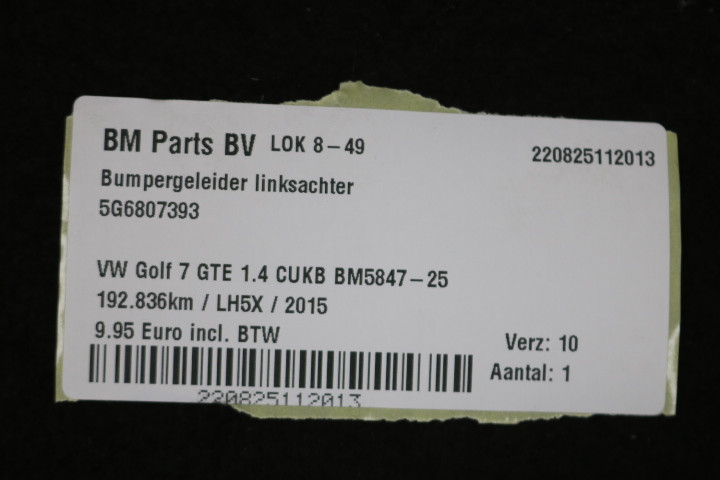 BM Parts BV LOK 8-49
220825112013
Bumpergeleider linksachter
5G6807393
VW Golf 7 GTE 1.4 CUKB BM5847-25
192.836km / LH5X / 2015
9.95 Euro incl. BTW
Verz: 10
Aantal: 1
220825112013